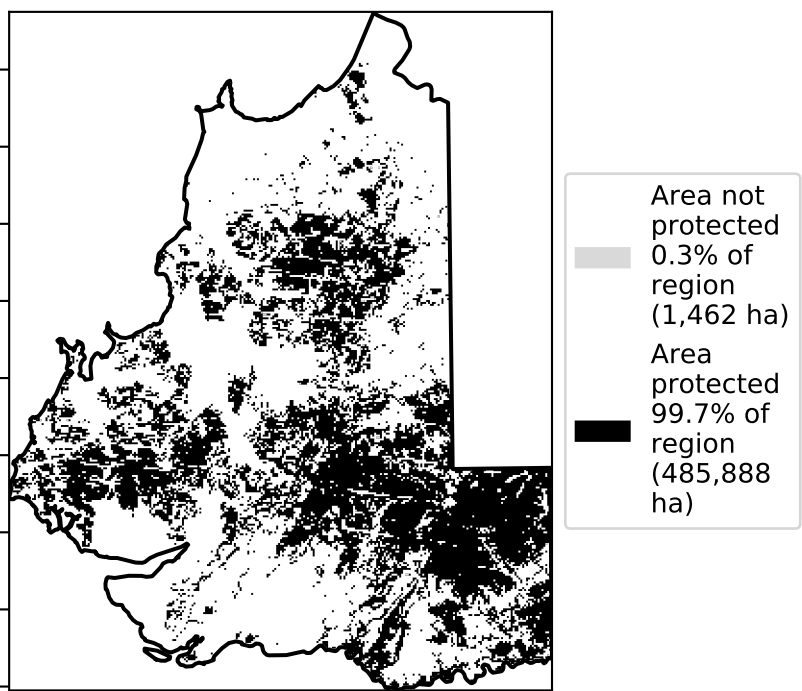 Area not
protected
0.3% of
region
(1,462 ha)
Area
protected
99.7% of
region
(485,888
ha)